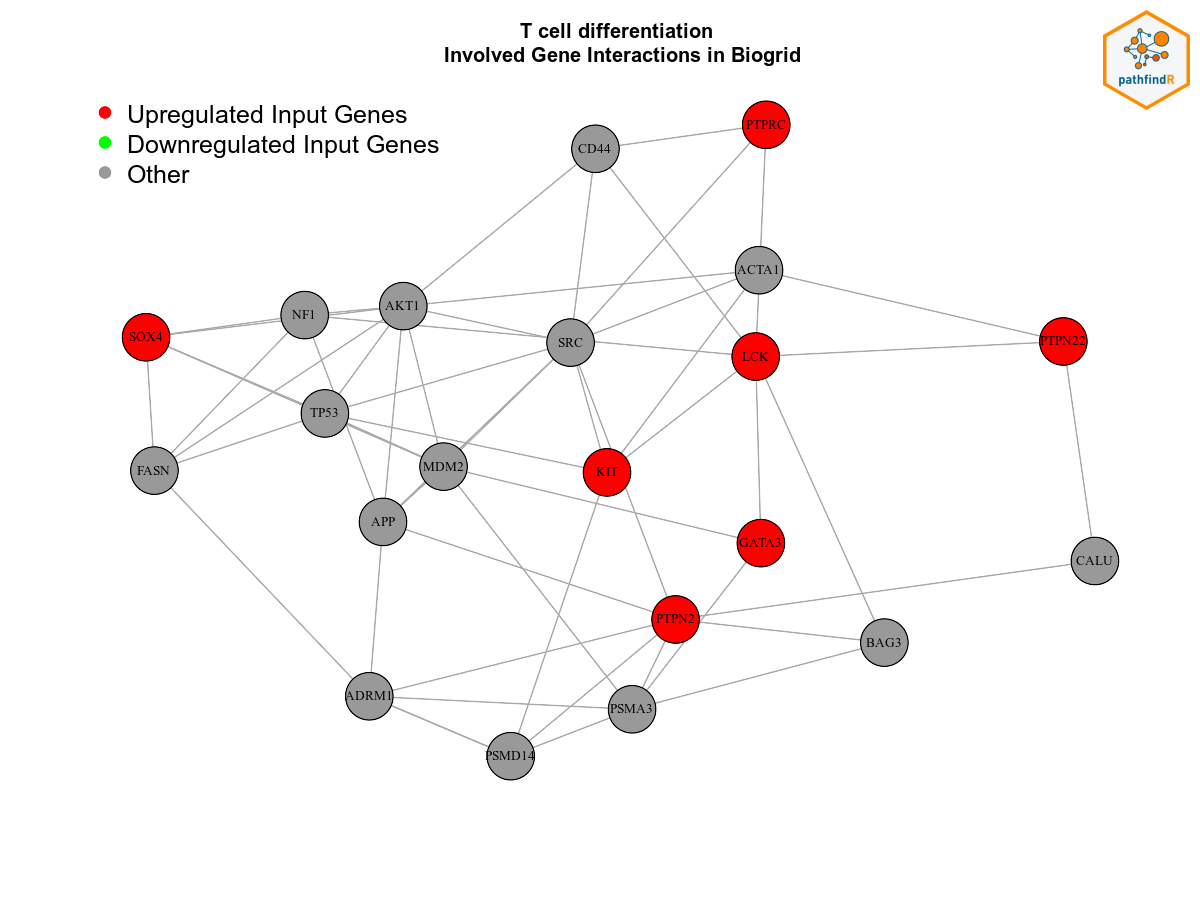 T cell differentiation
Involved Gene Interactions in Biogrid
pathfindR
Upregulated Input Genes
Downregulated Input Genes
Other
PTPRC
CD44
ACTA1
AKT1
NF1
SOX4
SRC
LCK
PTPN22
TP53
MDM2
FASN
KIT
APP
GATA3
CALU
PTPN2
BAG3
ADRM1
PSMA3
PSMD14